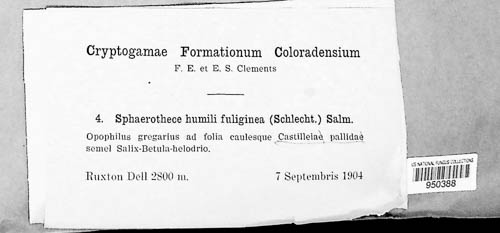 Cryptogamae Formationum Coloradensium
F. E. et E. S. Clements
4. Sphaerothece humili fuliginea (Schlecht.) Salm.
Opophilus gregarius ad folia caulesque Castilleiae pallidae
semel Salix-Betula-helodrio.
Ruxton Dell 2800 m. 7 Septembris 1904
US NATIONAL FUNGUS COLLECTIONS
950388